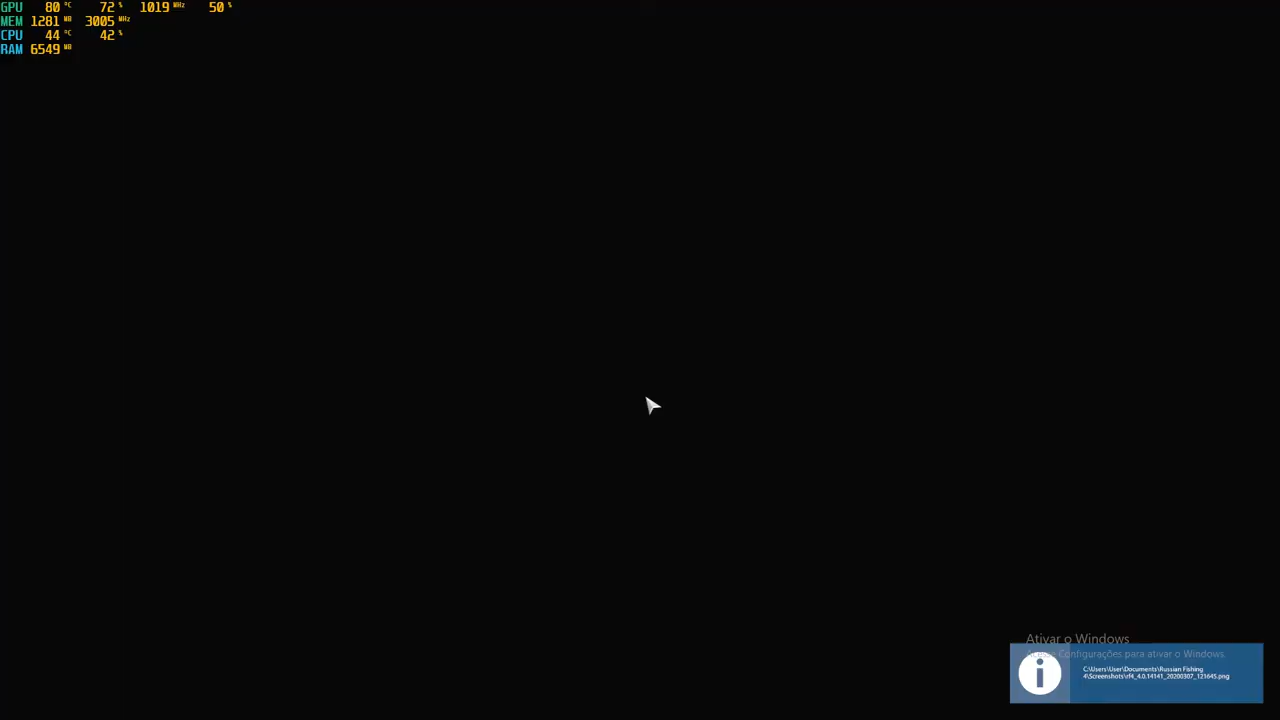 GPU 80 °C 72 % 1019 MHz 50 %
MEM 1281 MB 3005 MHz
CPU 44 °C 42 %
RAM 6549 MB
Ativar o Windows
Acesse Configurações para ativar o Windows.
C:\Users\User\Documents\Russian Fishing
4\Screenshots\rf4_4.0.14141_20200307_121645.png